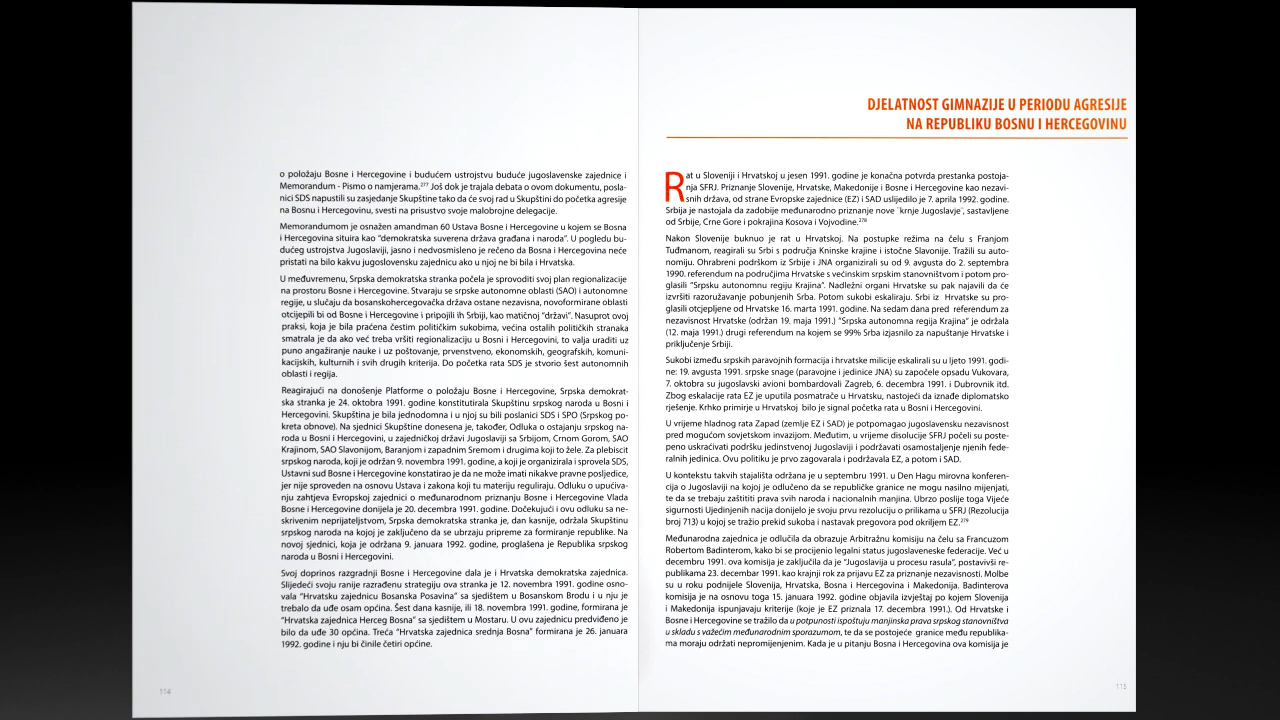 o položaju Bosne i Hercegovine i budućem ustrojstvu buduće jugoslavenske zajednice i
Memorandum - Pismo o namjerama.²⁷⁷ Još dok je trajala debata o ovom dokumentu, posla-
nici SDS napustili su zasjedanje Skupštine tako da će svoj rad u Skupštini do početka agresije
na Bosnu i Hercegovinu, svesti na prisustvo svoje malobrojne delegacije.
Memorandumom je osnažen amandman 60 Ustava Bosne i Hercegovine u kojem se Bosna
i Hercegovina situira kao "demokratska suverena država građana i naroda". U pogledu bu-
dućeg ustrojstva Jugoslaviji, jasno i nedvosmisleno je rečeno da Bosna i Hercegovina neće
pristati na bilo kakvu jugoslovensku zajednicu ako u njoj ne bi bila i Hrvatska.
U međuvremenu, Srpska demokratska stranka počela je sprovoditi svoj plan regionalizacije
na prostoru Bosne i Hercegovine. Stvaraju se srpske autonomne oblasti (SAO) i autonomne
regije, u slučaju da bosanskohercegovačka država ostane nezavisna, novoformirane oblasti
otcijepili bi od Bosne i Hercegovine i pripojili ih Srbiji, kao matičnoj "državi". Nasuprot ovoj
praksi, koja je bila praćena čestim političkim sukobima, većina ostalih političkih stranaka
smatrala je da ako već treba vršiti regionalizaciju u Bosni i Hercegovini, to valja uraditi uz
puno angažiranje nauke i uz poštovanje, prvenstveno, ekonomskih, geografskih, komuni-
kacijskih, kulturnih i svih drugih kriterija. Do početka rata SDS je stvorio šest autonomnih
oblasti i regija.
Reagirajući na donošenje Platforme o položaju Bosne i Hercegovine, Srpska demokrat-
ska stranka je 24. oktobra 1991. godine konstitutirala Skupštinu srpskog naroda u Bosni i
Hercegovini. Skupština je bila jednodomna i u njoj su bili poslanici SDS i SPO (Srpskog po-
kreta obnove). Na sjednici Skupštine donesena je, također, Odluka o ostajanju srpskog na-
roda u Bosni i Hercegovini, u zajedničkoj državi Jugoslaviji sa Srbijom, Crnom Gorom, SAO
Krajinom, SAO Slavonijom, Baranjom i zapadnim Sremom i drugima koji to žele. Za plebiscit
srpskog naroda, koji je održan 9. novembra 1991. godine, a koji je organizirala i sprovela SDS,
Ustavni sud Bosne i Hercegovine konstatirao je da ne može imati nikakve pravne posljedice,
jer nije sproveden na osnovu Ustava i zakona koji tu materiju reguliraju. Odluku o upućiva-
nju zahtjeva Evropskoj zajednici o međunarodnom priznanju Bosne i Hercegovine Vlada
Bosne i Hercegovine donijela je 20. decembra 1991. godine. Dočekujući i ovu odluku sa ne-
skrivenim neprijateljstvom, Srpska demokratska stranka je, dan kasnije, održala Skupštinu
srpskog naroda na kojoj je zaključeno da se ubrzaju pripreme za formiranje republike. Na
novoj sjednici, koja je održana 9. januara 1992. godine, proglašena je Republika srpskog
naroda u Bosni i Hercegovini.
Svoj doprinos razgradnji Bosne i Hercegovine dala je i Hrvatska demokratska zajednica.
Slijedeći svoju ranije razrađenu strategiju ova stranka je 12. novembra 1991. godine osno-
vala "Hrvatsku zajednicu Bosanska Posavina" sa sjedištem u Bosanskom Brodu i u nju je
trebalo da uđe osam općina. Šest dana kasnije, ili 18. novembra 1991. godine, formirana je
"Hrvatska zajednica Herceg Bosna" sa sjedištem u Mostaru. U ovu zajednicu predviđeno je
bilo da uđe 30 općina. Treća "Hrvatska zajednica srednja Bosna" formirana je 26. januara
1992. godine i nju bi činile četiri općine.
114
DJELATNOST GIMNAZIJE U PERIODU AGRESIJE
NA REPUBLIKU BOSNU I HERCEGOVINU
Rat u Sloveniji i Hrvatskoj u jesen 1991. godine je konačna potvrda prestanka postoja-
nja SFRJ. Priznanje Slovenije, Hrvatske, Makedonije i Bosne i Hercegovine kao nezavi-
snih država, od strane Evropske zajednice (EZ) i SAD uslijedilo je 7. aprila 1992. godine.
Srbija je nastojala da zadobije međunarodno priznanje nove ¨krnje Jugoslavje¨, sastavljene
od Srbije, Crne Gore i pokrajina Kosova i Vojvodine.²⁷⁸
Nakon Slovenije buknuo je rat u Hrvatskoj. Na postupke režima na čelu s Franjom
Tuđmanom, reagirali su Srbi s područja Kninske krajine i istočne Slavonije. Tražili su auto-
nomiju. Ohrabreni podrškom iz Srbije i JNA organizirali su od 9. avgusta do 2. septembra
1990. referendum na područjima Hrvatske s većinskim srpskim stanovništvom i potom pro-
glasili "Srpsku autonomnu regiju Krajina". Nadležni organi Hrvatske su pak najavili da će
izvršiti razoružavanje pobunjenih Srba. Potom sukobi eskaliraju. Srbi iz Hrvatske su pro-
glasili otcjepljene od Hrvatske 16. marta 1991. godine. Na sedam dana pred referendum za
nezavisnost Hrvatske (održan 19. maja 1991.) "Srpska autonomna regija Krajina" je održala
(12. maja 1991.) drugi referendum na kojem se 99% Srba izjasnilo za napuštanje Hrvatske i
priključenje Srbiji.
Sukobi između srpskih paravojnih formacija i hrvatske milicije eskalirali su u ljeto 1991. godi-
ne: 19. avgusta 1991. srpske snage (paravojne i jedinice JNA) su započele opsadu Vukovara,
7. oktobra su jugoslavski avioni bombardovali Zagreb, 6. decembra 1991. i Dubrovnik itd.
Zbog eskalacije rata EZ je uputila posmatrače u Hrvatsku, nastojeći da iznađe diplomatsko
rješenje. Krhko primirje u Hrvatskoj bilo je signal početka rata u Bosni i Hercegovini.
U vrijeme hladnog rata Zapad (zemlje EZ i SAD) je potpomagao jugoslavensku nezavisnost
pred mogućom sovjetskom invazijom. Međutim, u vrijeme disolucije SFRJ počeli su poste-
peno uskraćivati podršku jedinstvenoj Jugoslaviji i podržavati osamostaljenje njenih fede-
ralnih jedinica. Ovu politiku je prvo zagovarala i podržavala EZ, a potom i SAD.
U kontekstu takvih stajališta održana je u septembru 1991. u Den Hagu mirovna konferen-
cija o Jugoslaviji na kojoj je odlučeno da se republičke granice ne mogu nasilno mijenjati,
te da se trebaju zaštititi prava svih naroda i nacionalnih manjina. Ubrzo poslije toga Vijeće
sigurnosti Ujedinjenih nacija donijelo je svoju prvu rezoluciju o prilikama u SFRJ (Rezolucija
broj 713) u kojoj se tražio prekid sukoba i nastavak pregovora pod okriljem EZ.²⁷⁹
Međunarodna zajednica je odlučila da obrazuje Arbitražnu komisiju na čelu sa Francuzom
Robertom Badinterom, kako bi se procijenio legalni status jugoslaveneske federacije. Već u
decembru 1991. ova komisija je zaključila da je "Jugoslavija u procesu rasula", postavivši re-
publikama 23. decembar 1991. kao krajnji rok za prijavu EZ za priznanje nezavisnosti. Molbe
su u roku podnijele Slovenija, Hrvatska, Bosna i Hercegovina i Makedonija. Badinterova
komisija je na osnovu toga 15. januara 1992. godine objavila izvještaj po kojem Slovenija
i Makedonija ispunjavaju kriterije (koje je EZ priznala 17. decembra 1991.). Od Hrvatske i
Bosne i Hercegovine se tražilo da u potpunosti ispoštuju manjinska prava srpskog stanovništva
u skladu s važećim međunarodnim sporazumom, te da se postojeće granice među republika-
ma moraju održati nepromijenjenim. Kada je u pitanju Bosna i Hercegovina ova komisija je
115